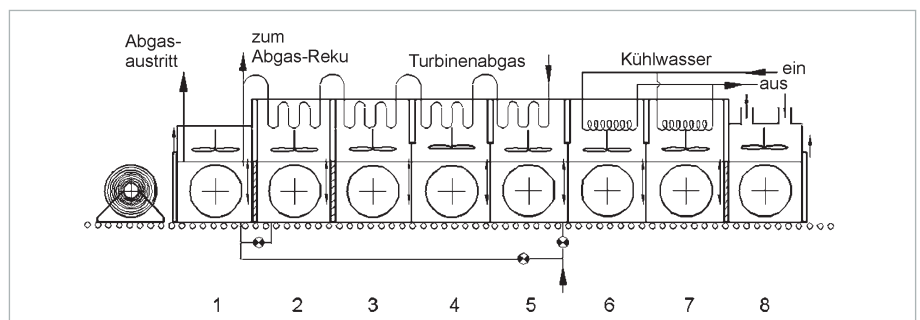 Abgas-
austritt
zum
Abgas-Reku
Turbinenabgas
Kühlwasser
ein
aus
1 2 3 4 5 6 7 8